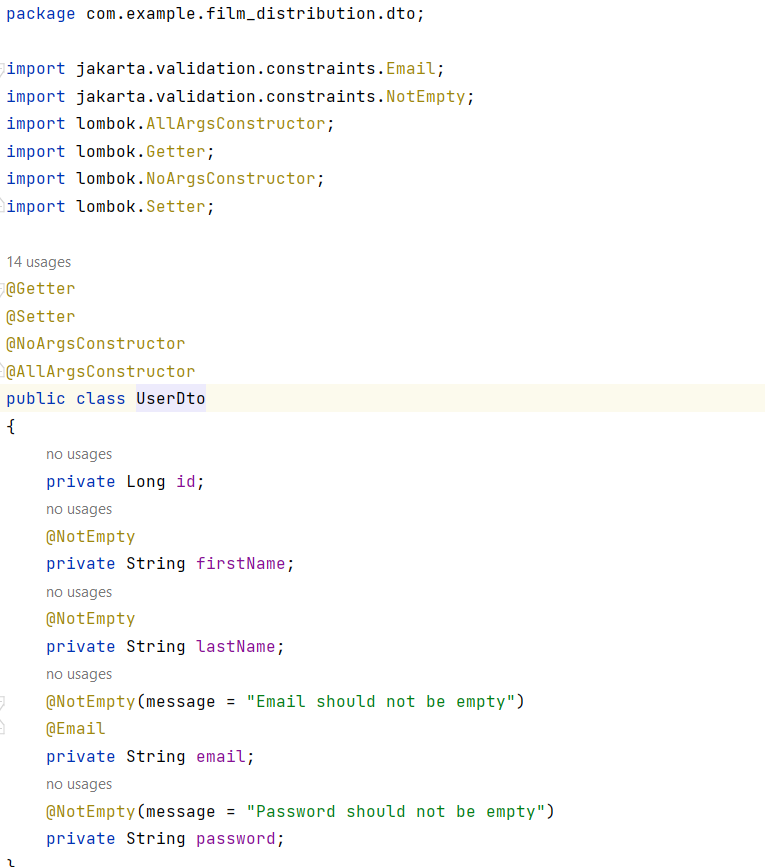 package com.example.film_distribution.dto;
import jakarta.validation.constraints.Email;
import jakarta.validation.constraints.NotEmpty;
import lombok.AllArgsConstructor;
import lombok.Getter;
import lombok.NoArgsConstructor;
import lombok.Setter;
14 usages
@Getter
@Setter
@NoArgsConstructor
@AllArgsConstructor
public class UserDto
{
no usages
private Long id;
no usages
@NotEmpty
private String firstName;
no usages
@NotEmpty
private String lastName;
no usages
@NotEmpty(message = "Email should not be empty")
@Email
private String email;
no usages
@NotEmpty(message = "Password should not be empty")
private String password;
}